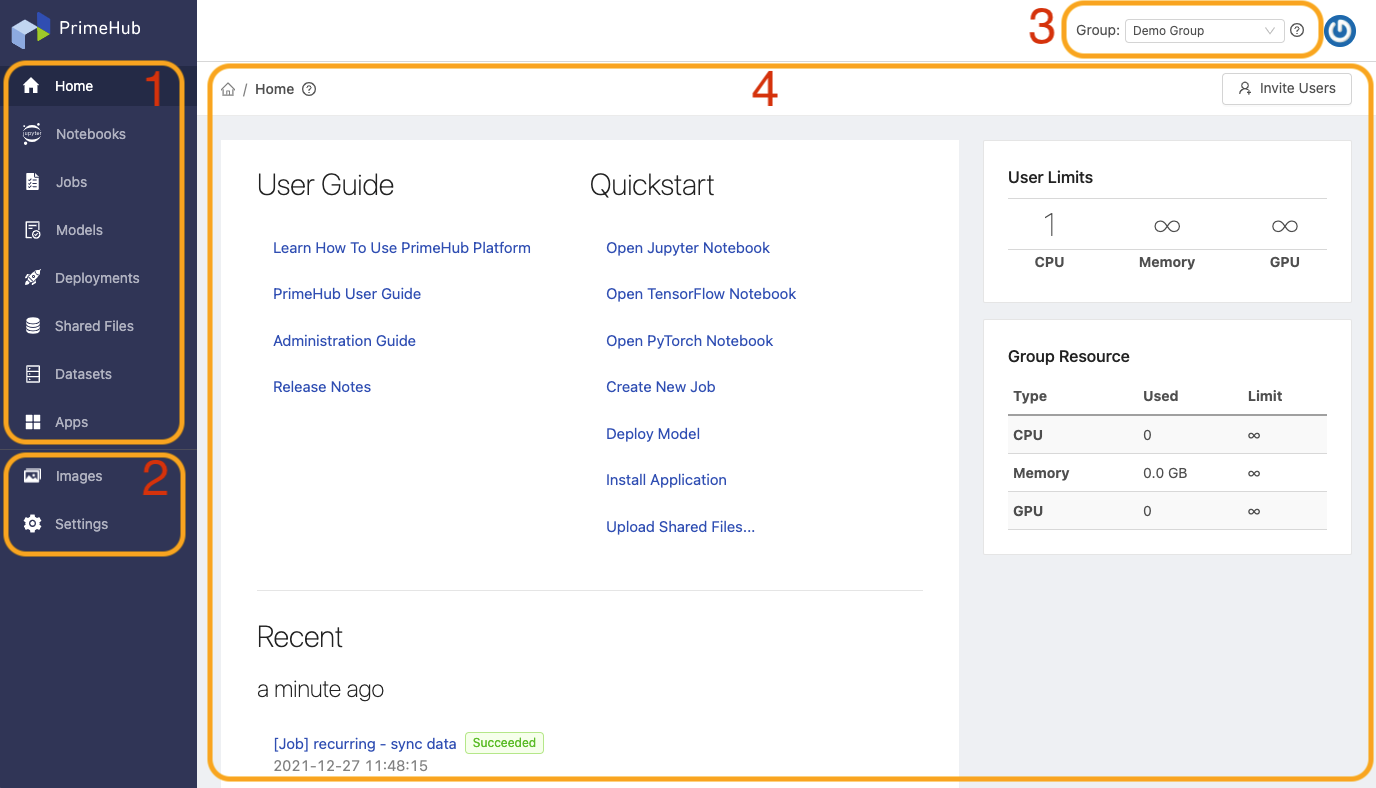 PrimeHub
Home
1
Notebooks
Jobs
Models
Deployments
Shared Files
Datasets
Apps
Images
2
Settings
3
Group: Demo Group
4
/ Home
Invite Users
User Guide
Learn How To Use PrimeHub Platform
PrimeHub User Guide
Administration Guide
Release Notes
Quickstart
Open Jupyter Notebook
Open TensorFlow Notebook
Open PyTorch Notebook
Create New Job
Deploy Model
Install Application
Upload Shared Files...
Recent
a minute ago
[Job] recurring - sync data Succeeded
2021-12-27 11:48:15
User Limits
1 ∞ ∞
CPU Memory GPU
Group Resource
Type Used Limit
CPU 0 ∞
Memory 0.0 GB ∞
GPU 0 ∞